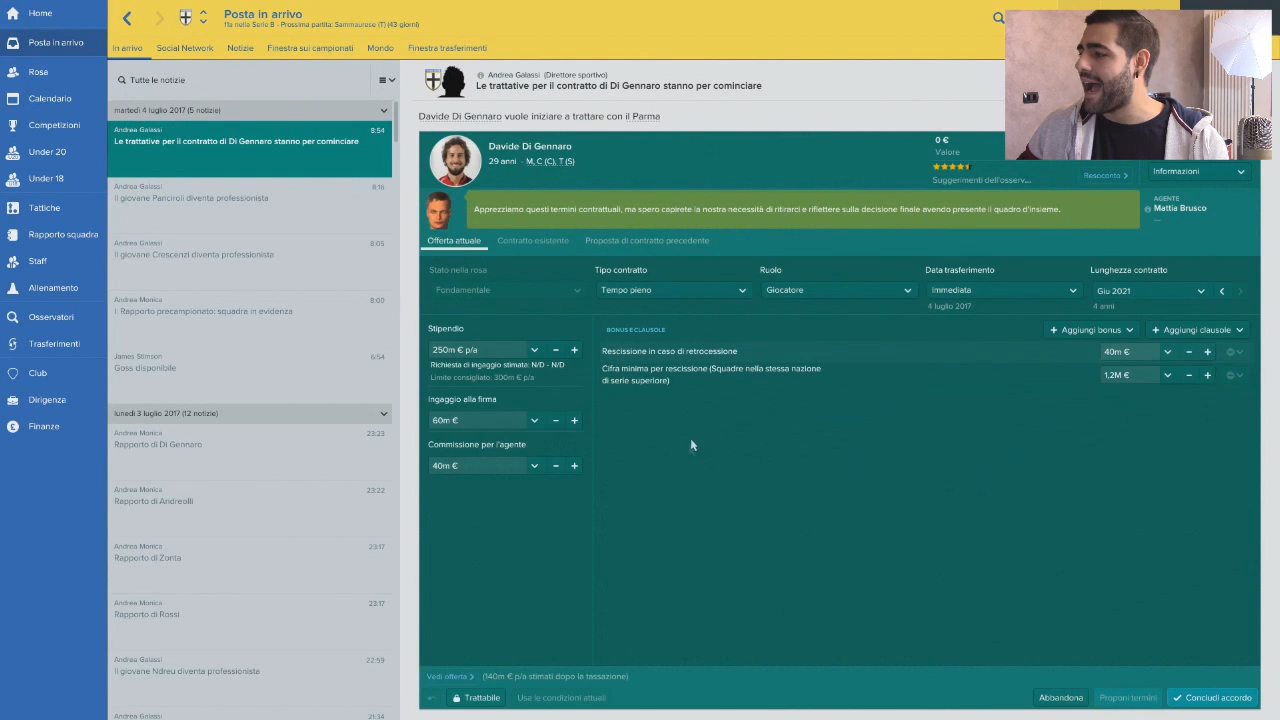 Home
Posta in arrivo
Rosa
Calendario
Competizioni
Under 20
Under 18
Tattiche
Rapporto squadra
Staff
Allenamento
Osservatori
Trasferimenti
Club
Dirigenza
Finanze
Posta in arrivo
11a nella Serie B - Prossima partita: Sammaurese (T) (43 giorni)
In arrivo
Social Network
Notizie
Finestra sui campionati
Mondo
Finestra trasferimenti
Tutte le notizie
martedì 4 luglio 2017 (5 notizie)
Andrea Galassi 8:54
Le trattative per il contratto di Di Gennaro stanno per cominciare
Andrea Galassi 8:16
Il giovane Panciroli diventa professionista
Andrea Galassi 8:05
Il giovane Crescenzi diventa professionista
Andrea Monica 8:00
Rapporto precampionato: squadra in evidenza
James Stimson 6:54
Goss disponibile
lunedì 3 luglio 2017 (12 notizie)
Andrea Monica 23:23
Rapporto di Di Gennaro
Andrea Monica 23:22
Rapporto di Andreolli
Andrea Monica 23:17
Rapporto di Zonta
Andrea Monica 23:17
Rapporto di Rossi
Andrea Galassi 22:59
Il giovane Ndreu diventa professionista
Andrea Galassi 21:34
Andrea Galassi (Direttore sportivo)
Le trattative per il contratto di Di Gennaro stanno per cominciare
Davide Di Gennaro vuole iniziare a trattare con il Parma
Davide Di Gennaro
29 anni - M, C (C), T (S)
0 €
Valore
Suggerimenti dell'osserv...
Resoconto
Informazioni
Apprezziamo questi termini contrattuali, ma spero capirete la nostra necessità di ritirarci e riflettere sulla decisione finale avendo presente il quadro d'insieme.
AGENTE
Mattia Brusco
Offerta attuale
Contratto esistente
Proposta di contratto precedente
Stato nella rosa
Fondamentale
Tipo contratto
Tempo pieno
Ruolo
Giocatore
Data trasferimento
Immediata
4 luglio 2017
Lunghezza contratto
Giu 2021
4 anni
Stipendio
250m € p/a
Richiesta di ingaggio stimata: N/D - N/D
Limite consigliato: 300m € p/a
Ingaggio alla firma
60m €
Commissione per l'agente
40m €
BONUS E CLAUSOLE
Aggiungi bonus
Aggiungi clausole
Rescissione in caso di retrocessione
40m €
Cifra minima per rescissione (Squadre nella stessa nazione
di serie superiore)
1,2M €
Vedi offerta
(140m € p/a stimati dopo la tassazione)
Trattabile
Usa le condizioni attuali
Abbandona
Proponi termini
Concludi accordo